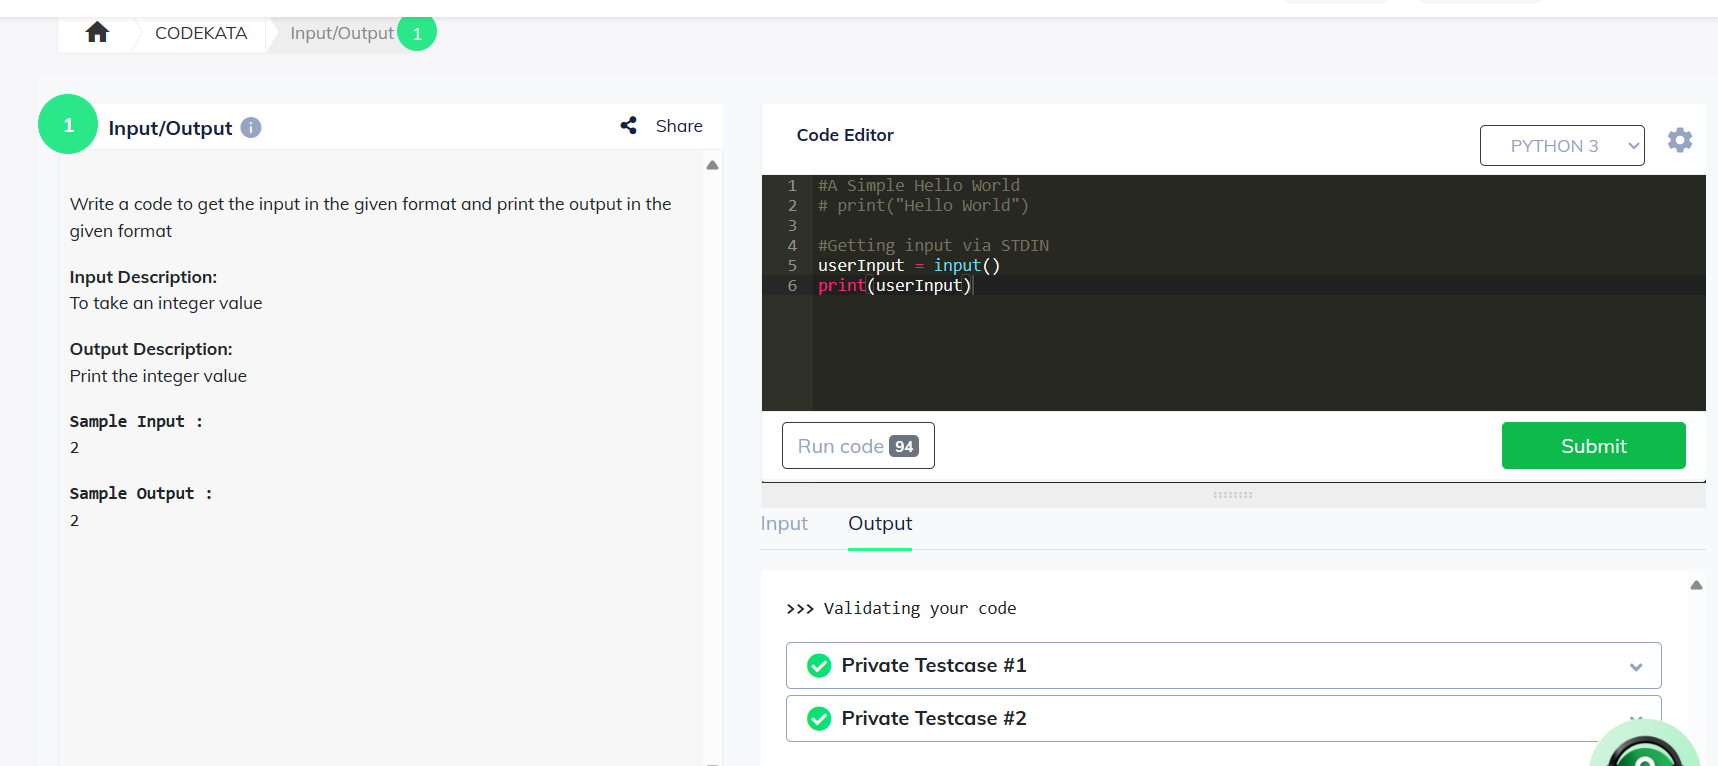 CODEKATA
Input/Output
1
1
Input/Output
i
Share
Write a code to get the input in the given format and print the output in the
given format
Input Description:
To take an integer value
Output Description:
Print the integer value
Sample Input :
2
Sample Output :
2
Code Editor
PYTHON 3
1 #A Simple Hello World
2 # print("Hello World")
3
4 #Getting input via STDIN
5 userInput = input()
6 print(userInput)
Run code 94
Submit
Input
Output
>>> Validating your code
Private Testcase #1
Private Testcase #2